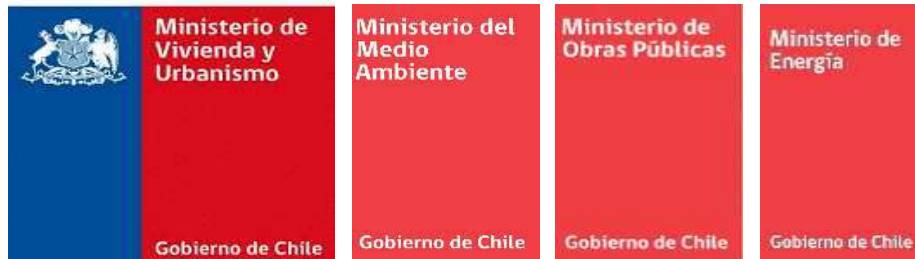 Ministerio de
Vivienda y
Urbanismo
Gobierno de Chile
Ministerio del
Medio
Ambiente
Gobierno de Chile
Ministerio de
Obras Públicas
Gobierno de Chile
Ministerio de
Energía
Gobierno de Chile